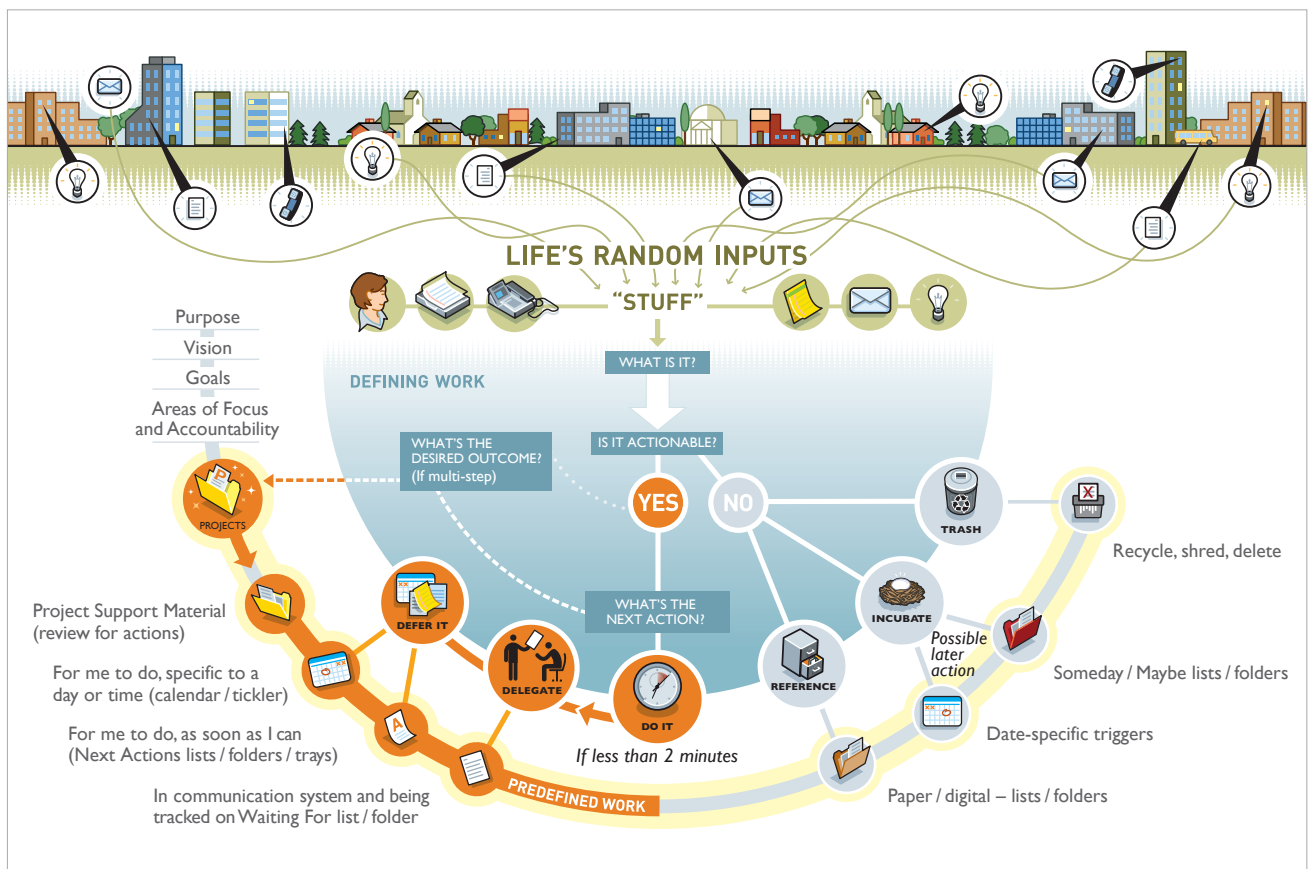 LIFE'S RANDOM INPUTS
"STUFF"
Purpose
Vision
Goals
Areas of Focus
and Accountability
DEFINING WORK
WHAT IS IT?
IS IT ACTIONABLE?
WHAT'S THE
DESIRED OUTCOME?
(If multi-step)
YES
NO
P
PROJECTS
TRASH
X
Recycle, shred, delete
Project Support Material
(review for actions)
DEFER IT
WHAT'S THE
NEXT ACTION?
INCUBATE
Possible
later
action
Someday / Maybe lists / folders
For me to do, specific to a
day or time (calendar / tickler)
DELEGATE
DO IT
REFERENCE
If less than 2 minutes
Date-specific triggers
A
For me to do, as soon as I can
(Next Actions lists / folders / trays)
PREDEFINED WORK
Paper / digital – lists / folders
In communication system and being
tracked on Waiting For list / folder